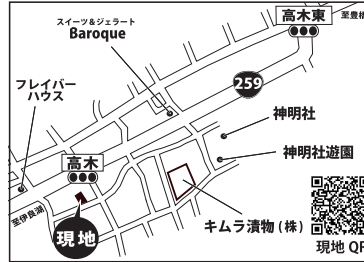 高木東
至豊橋
スイーツ&ジェラート
Baroque
259
フレイバー
ハウス
神明社
高木
神明社遊園
至伊良湖
現地
キムラ漬物(株)
現地 QR